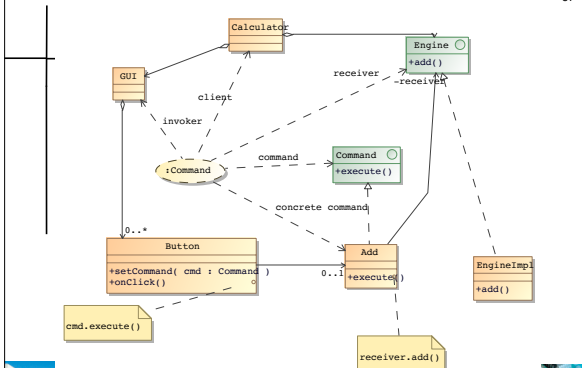 Calculator
Engine
+add()
GUI
receiver
-receiver
client
invoker
command
Command
+execute()
:Command
concrete command
0..*
Button
+setCommand( cmd : Command )
+onClick()
0..1
Add
+execute()
EngineImpl
+add()
cmd.execute()
receiver.add()